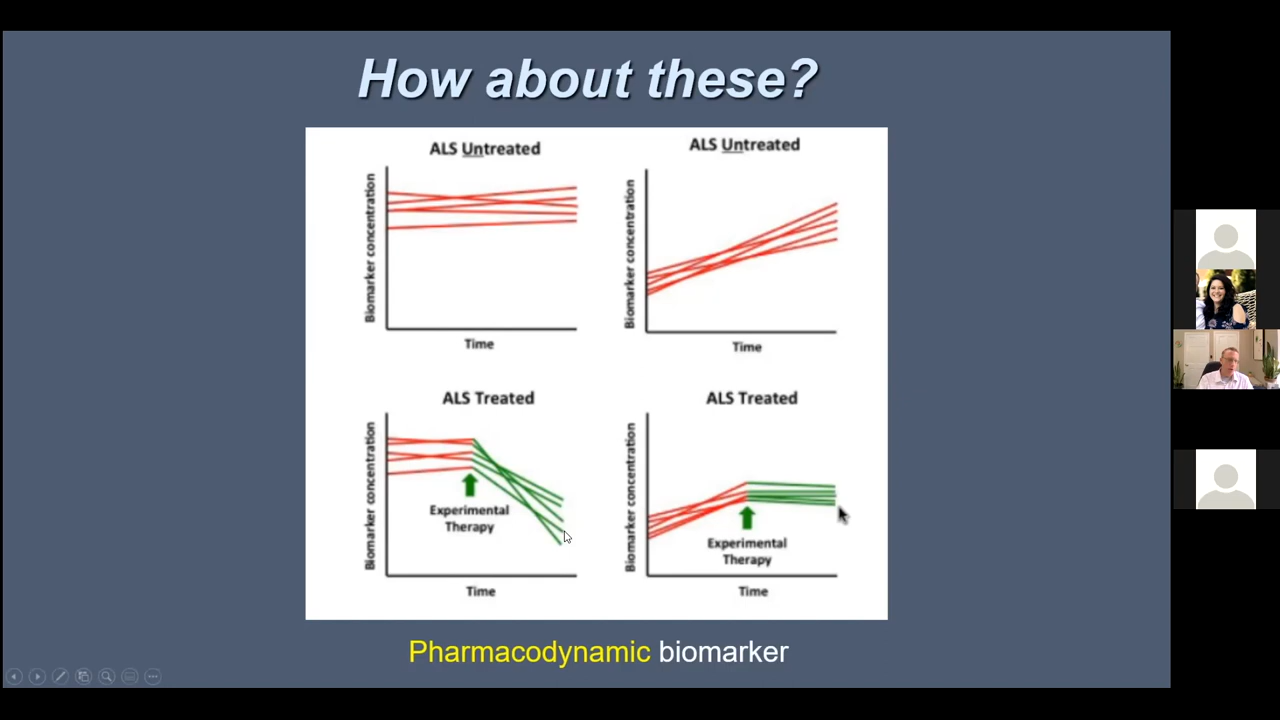 How about these?
ALS Untreated
Biomarker concentration
Time
ALS Untreated
Biomarker concentration
Time
ALS Treated
Biomarker concentration
Experimental
Therapy
Time
ALS Treated
Biomarker concentration
Experimental
Therapy
Time
Pharmacodynamic biomarker